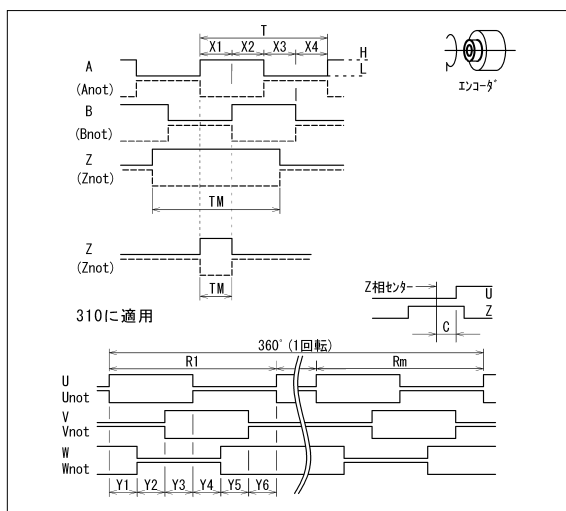 T
X1 X2 X3 X4
A
H
L
(Anot)
エンコーダ
B
(Bnot)
Z
(Znot)
TM
Z
(Znot)
TM
Z相センター
U
Z
C
310に適用
360°(1回転)
R1 Rm
U
Unot
V
Vnot
W
Wnot
Y1 Y2 Y3 Y4 Y5 Y6